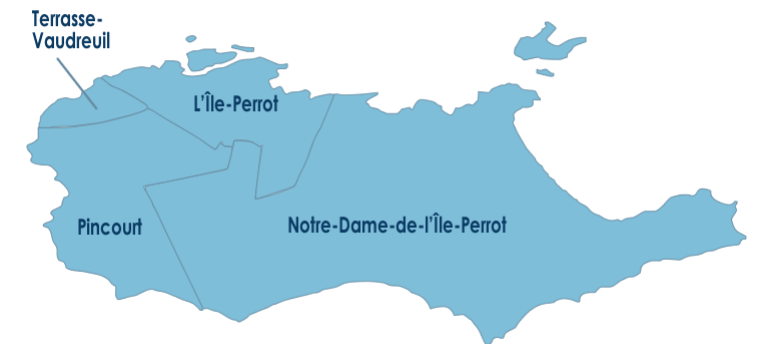 Terrasse-
Vaudreuil
L'Île-Perrot
Pincourt
Notre-Dame-de-l'Île-Perrot